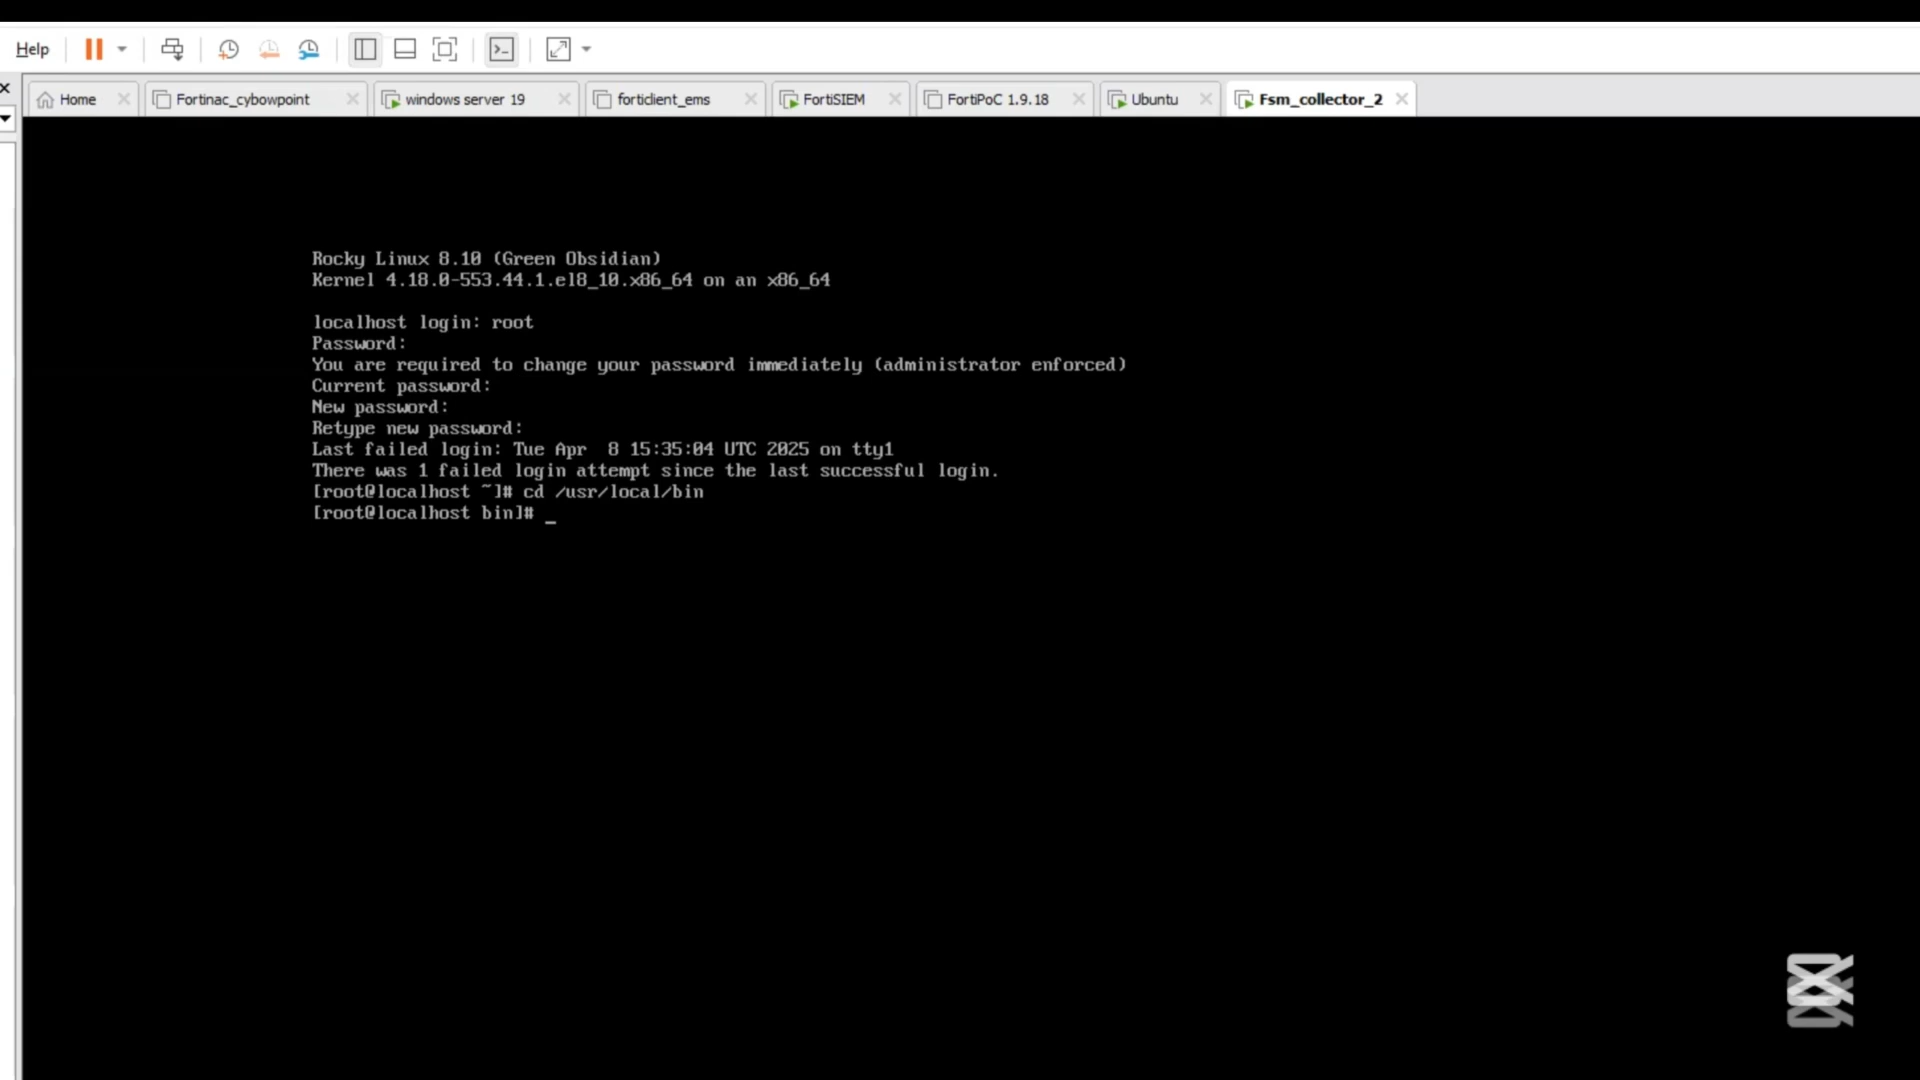 Help
Home
Fortinac_cybowpoint
windows server 19
forticlient_ems
FortiSIEM
FortiPoC 1.9.18
Ubuntu
Fsm_collector_2
Rocky Linux 8.10 (Green Obsidian)
Kernel 4.18.0-553.44.1.el8_10.x86_64 on an x86_64
localhost login: root
Password:
You are required to change your password immediately (administrator enforced)
Current password:
New password:
Retype new password:
Last failed login: Tue Apr  8 15:35:04 UTC 2025 on tty1
There was 1 failed login attempt since the last successful login.
[root@localhost ~]# cd /usr/local/bin
[root@localhost bin]# _